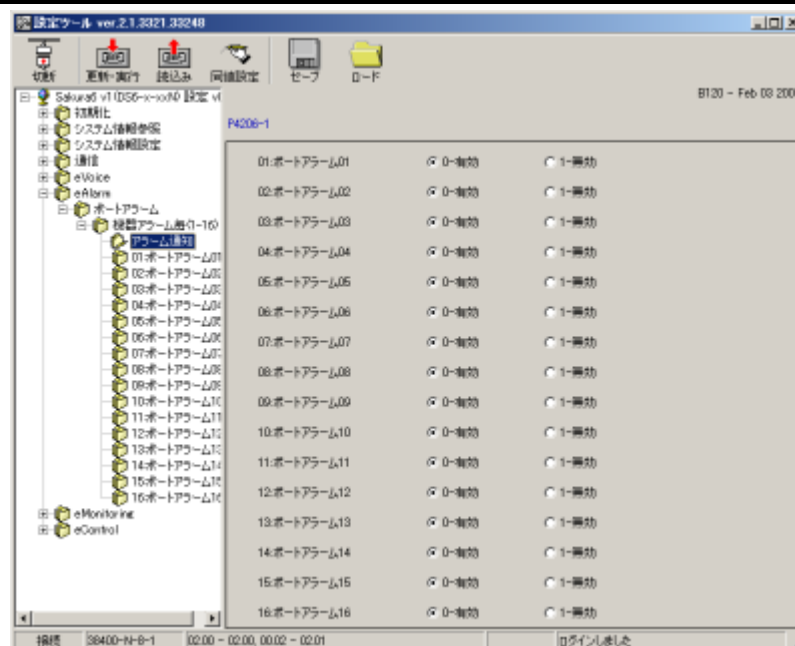 設定ツール ver.2.1.3321.33248
切断 更新・実行 読込み 同値設定 セーブ ロード
Sakura6 v1 (DS6-x-xxN) 設定 v
B120 - Feb 03 200
P4206-1
初期化
システム情報参照
システム情報設定
通信
eVoice
eAlarm
ポートアラーム
機器アラーム毎(1-16)
アラーム通知
01:ポートアラーム01
02:ポートアラーム02
03:ポートアラーム03
04:ポートアラーム04
05:ポートアラーム05
06:ポートアラーム06
07:ポートアラーム07
08:ポートアラーム08
09:ポートアラーム09
10:ポートアラーム10
11:ポートアラーム11
12:ポートアラーム12
13:ポートアラーム13
14:ポートアラーム14
15:ポートアラーム15
16:ポートアラーム16
eMonitoring
eControl
01:ポートアラーム01 0-有効 1-無効
02:ポートアラーム02 0-有効 1-無効
03:ポートアラーム03 0-有効 1-無効
04:ポートアラーム04 0-有効 1-無効
05:ポートアラーム05 0-有効 1-無効
06:ポートアラーム06 0-有効 1-無効
07:ポートアラーム07 0-有効 1-無効
08:ポートアラーム08 0-有効 1-無効
09:ポートアラーム09 0-有効 1-無効
10:ポートアラーム10 0-有効 1-無効
11:ポートアラーム11 0-有効 1-無効
12:ポートアラーム12 0-有効 1-無効
13:ポートアラーム13 0-有効 1-無効
14:ポートアラーム14 0-有効 1-無効
15:ポートアラーム15 0-有効 1-無効
16:ポートアラーム16 0-有効 1-無効
接続 38400-N-8-1 02:00 - 02:00, 00:02 - 02:01 ログインしました